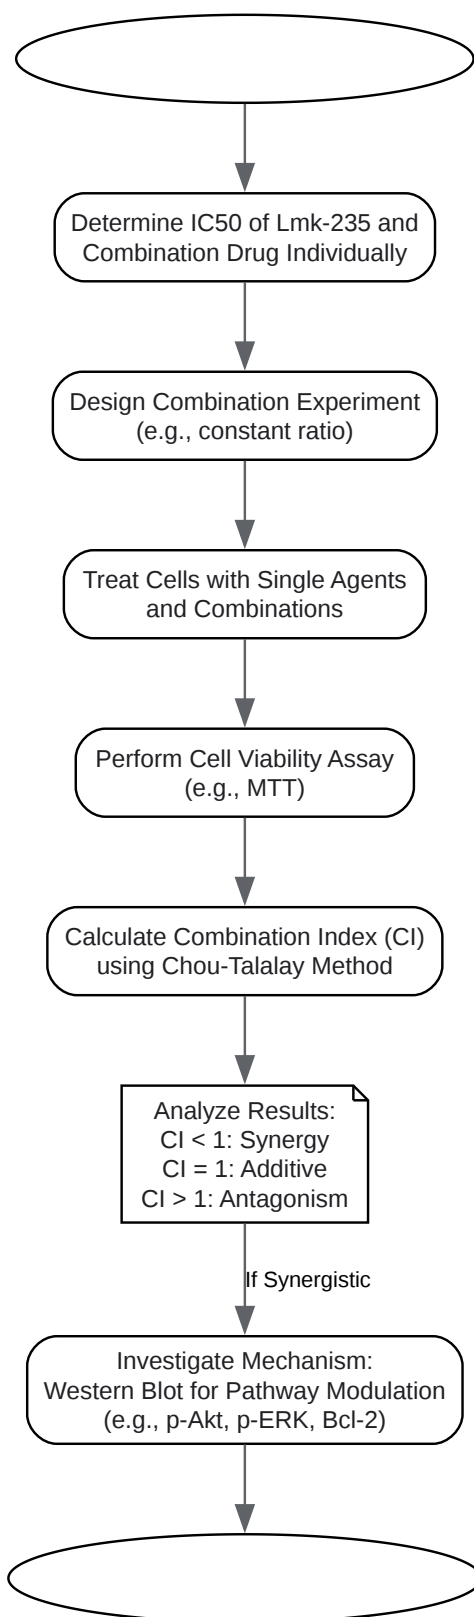 Determine IC50 of Lmk-235 and
Combination Drug Individually
Design Combination Experiment
(e.g., constant ratio)
Treat Cells with Single Agents
and Combinations
Perform Cell Viability Assay
(e.g., MTT)
Calculate Combination Index (CI)
using Chou-Talalay Method
Analyze Results:
CI < 1: Synergy
CI = 1: Additive
CI > 1: Antagonism
If Synergistic
Investigate Mechanism:
Western Blot for Pathway Modulation
(e.g., p-Akt, p-ERK, Bcl-2)